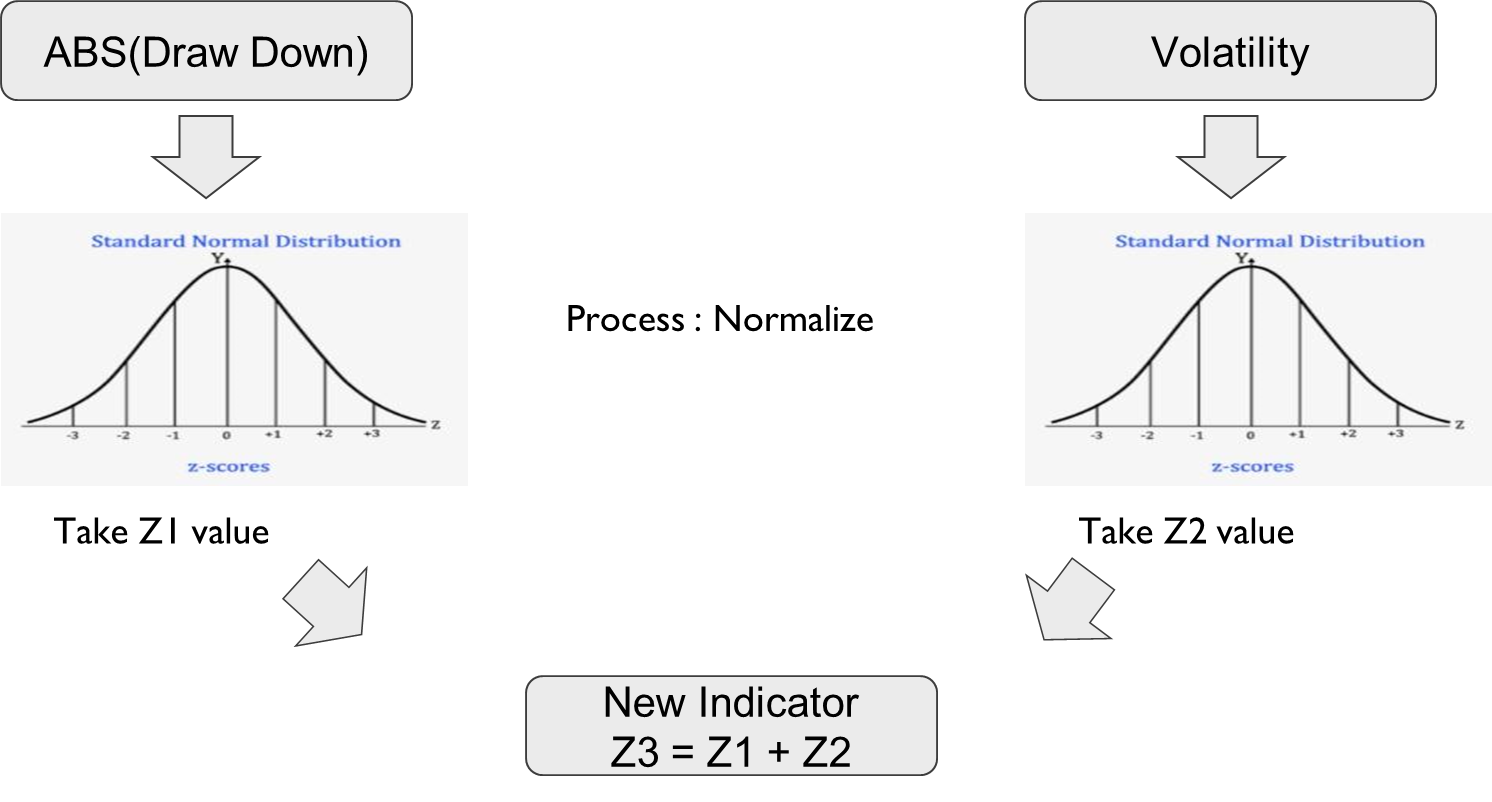 ABS(Draw Down)
Volatility
Standard Normal Distribution
Y
Z
-3 -2 -1 0 +1 +2 +3
z-scores
Process : Normalize
Standard Normal Distribution
Y
Z
-3 -2 -1 0 +1 +2 +3
z-scores
Take Z1 value
Take Z2 value
New Indicator
Z3 = Z1 + Z2